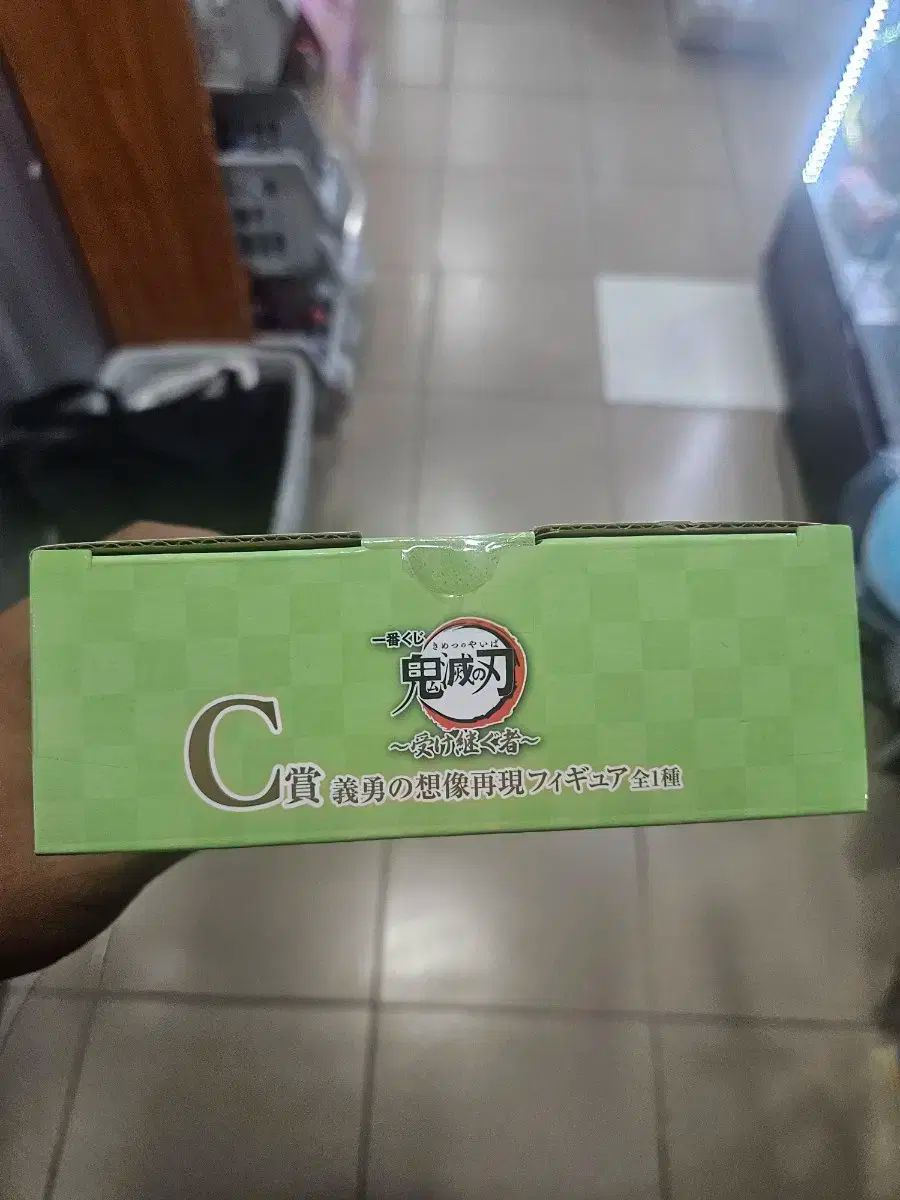 一番くじ
きめつのやいば
鬼滅の刃
～受け継ぐ者～
C賞 義勇の想像再現フィギュア 全1種